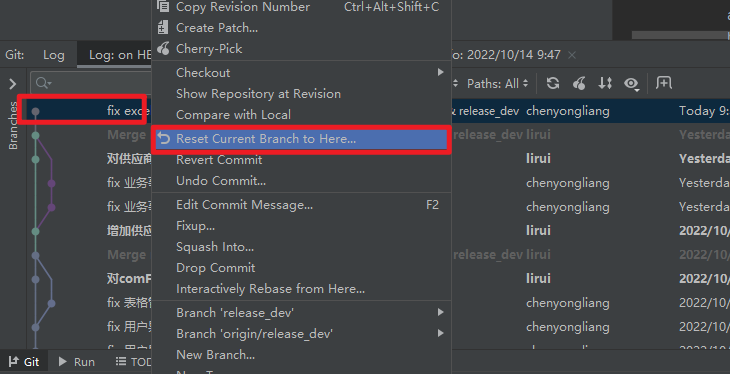 Copy Revision Number Ctrl+Alt+Shift+C
Create Patch...
Cherry-Pick
Git: Log Log: on HE o: 2022/10/14 9:47
Checkout
Paths: All
Show Repository at Revision
Compare with Local
Branches
fix exce & release_dev chenyongliang Today 9:
Reset Current Branch to Here...
Merge release_dev lirui Yesterday
Revert Commit
对供应商 lirui Yesterda
Undo Commit...
fix 业务 chenyongliang Yesterda
Edit Commit Message... F2
fix 业务 chenyongliang Yesterda
Fixup...
增加供应 lirui 2022/10
Squash Into...
Merge release_dev lirui 2022/10/
Drop Commit
对comF lirui 2022/10
Interactively Rebase from Here...
fix 表格 chenyongliang 2022/10/
Branch 'release_dev'
fix 用户 chenyongliang 2022/10/
Branch 'origin/release_dev'
chenyongliang 2022/10/
New Branch...
Git Run TOD